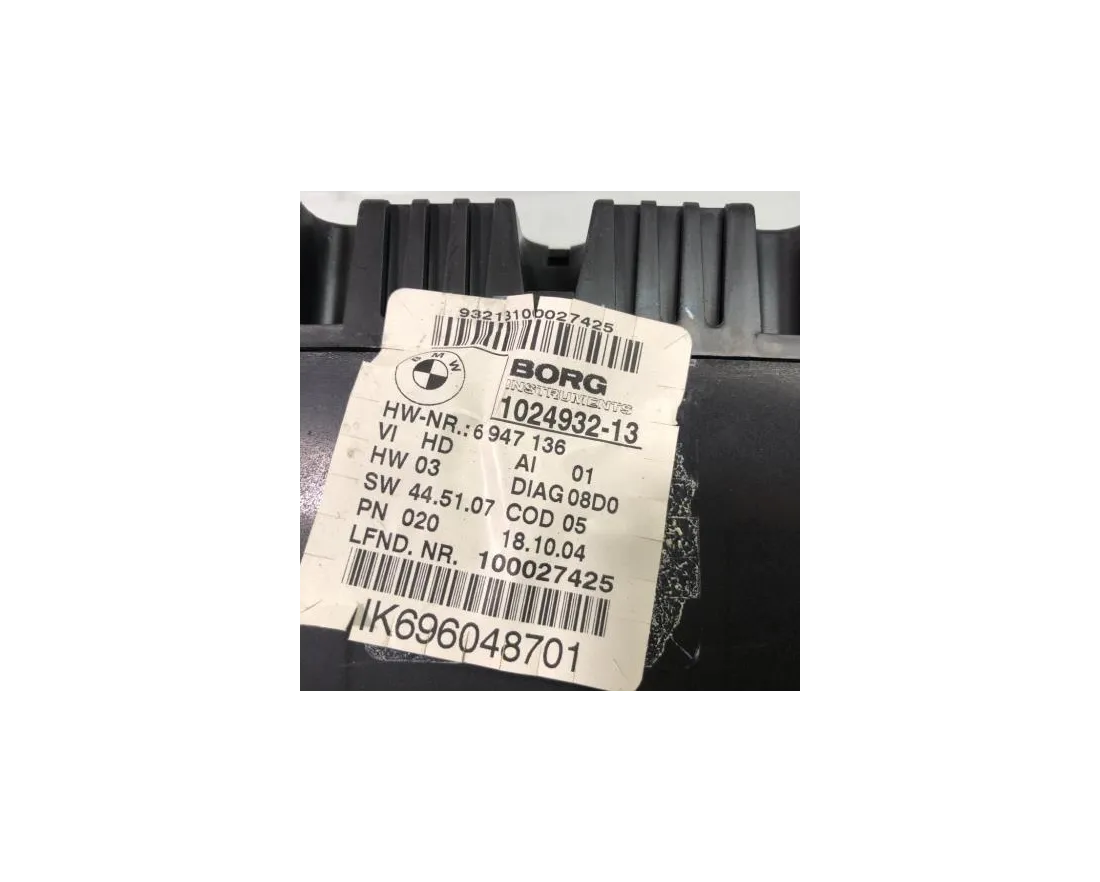 93213100027425
BMW
BORG
INSTRUMENTS
1024932-13
HW-NR.: 6 947 136
VI HD AI 01
HW 03 DIAG 08D0
SW 44.51.07 COD 05
PN 020 18.10.04
LFND. NR. 100027425
IK696048701